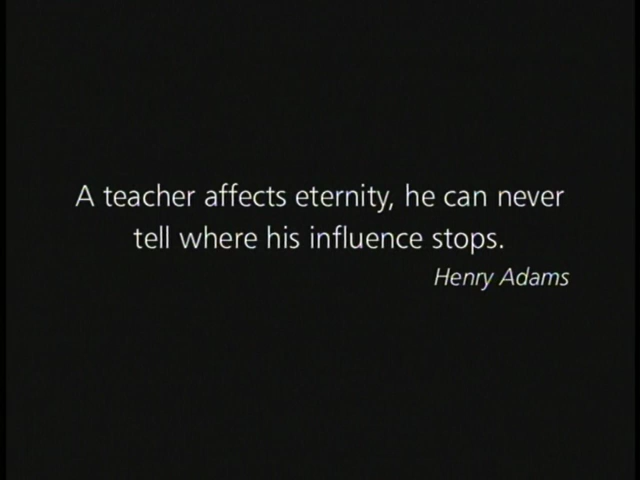 A teacher affects eternity, he can never
tell where his influence stops.
Henry Adams